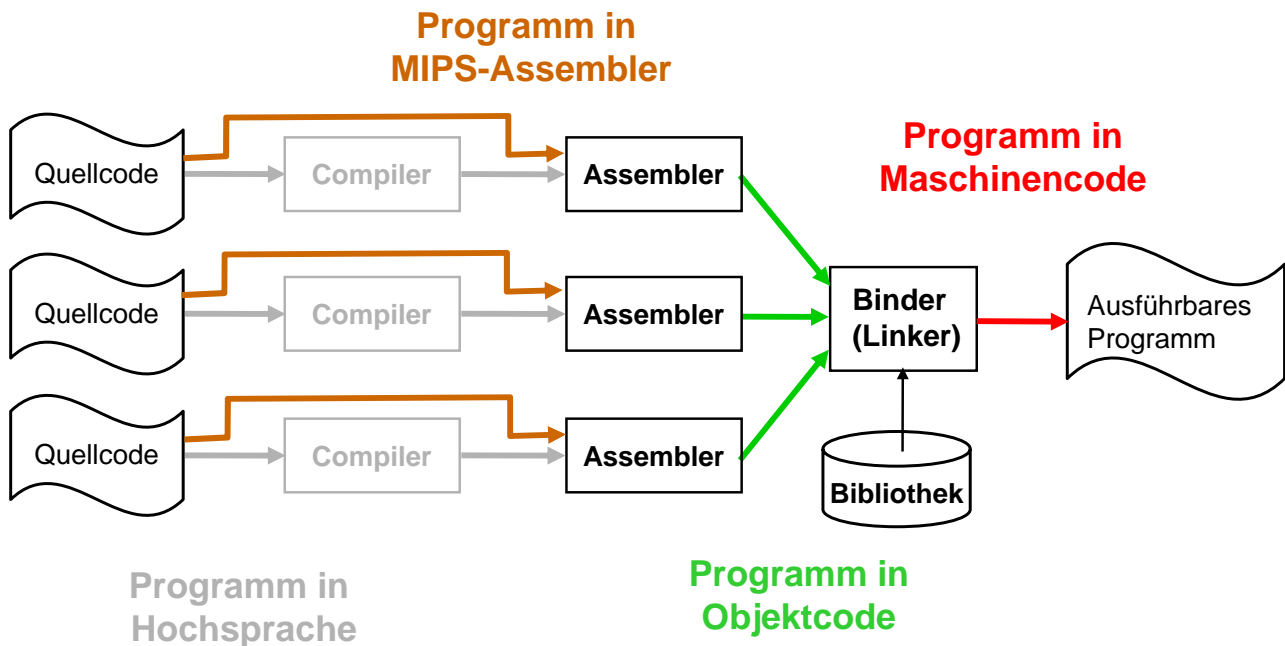 Programm in
MIPS-Assembler
Programm in
Maschinencode
Quellcode
Compiler
Assembler
Quellcode
Compiler
Assembler
Binder
(Linker)
Ausführbares
Programm
Quellcode
Compiler
Assembler
Bibliothek
Programm in
Hochsprache
Programm in
Objektcode